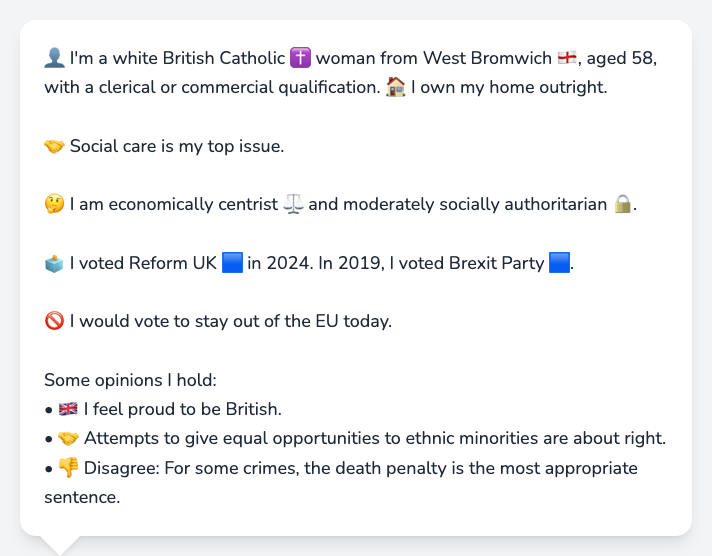 👤 I'm a white British Catholic ✝️ woman from West Bromwich 🏴󠁧󠁢󠁥󠁮󠁧󠁿, aged 58,
with a clerical or commercial qualification. 🏠 I own my home outright.
🤝 Social care is my top issue.
🤔 I am economically centrist ⚖️ and moderately socially authoritarian 🔒.
🗳️ I voted Reform UK 🟦 in 2024. In 2019, I voted Brexit Party 🟦.
🚫 I would vote to stay out of the EU today.
Some opinions I hold:
• 🇬🇧 I feel proud to be British.
• 🤝 Attempts to give equal opportunities to ethnic minorities are about right.
• 👎 Disagree: For some crimes, the death penalty is the most appropriate
sentence.